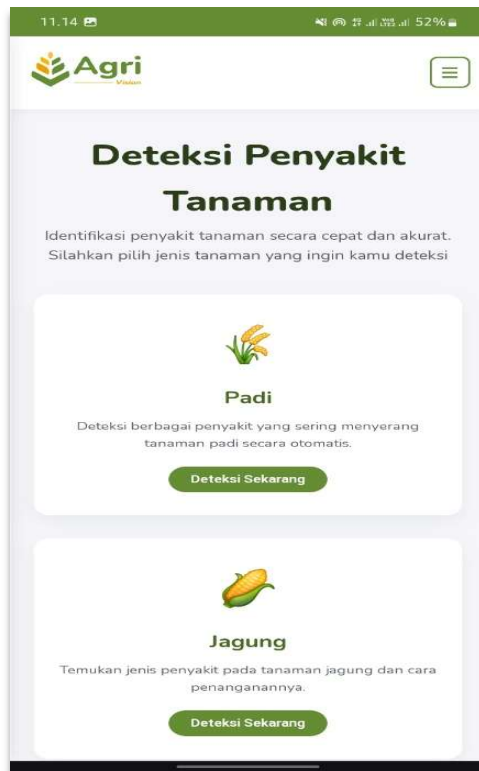 11.14
52%
Agri
Vision
Deteksi Penyakit
Tanaman
Identifikasi penyakit tanaman secara cepat dan akurat.
Silahkan pilih jenis tanaman yang ingin kamu deteksi
Padi
Deteksi berbagai penyakit yang sering menyerang
tanaman padi secara otomatis.
Deteksi Sekarang
Jagung
Temukan jenis penyakit pada tanaman jagung dan cara
penanganannya.
Deteksi Sekarang